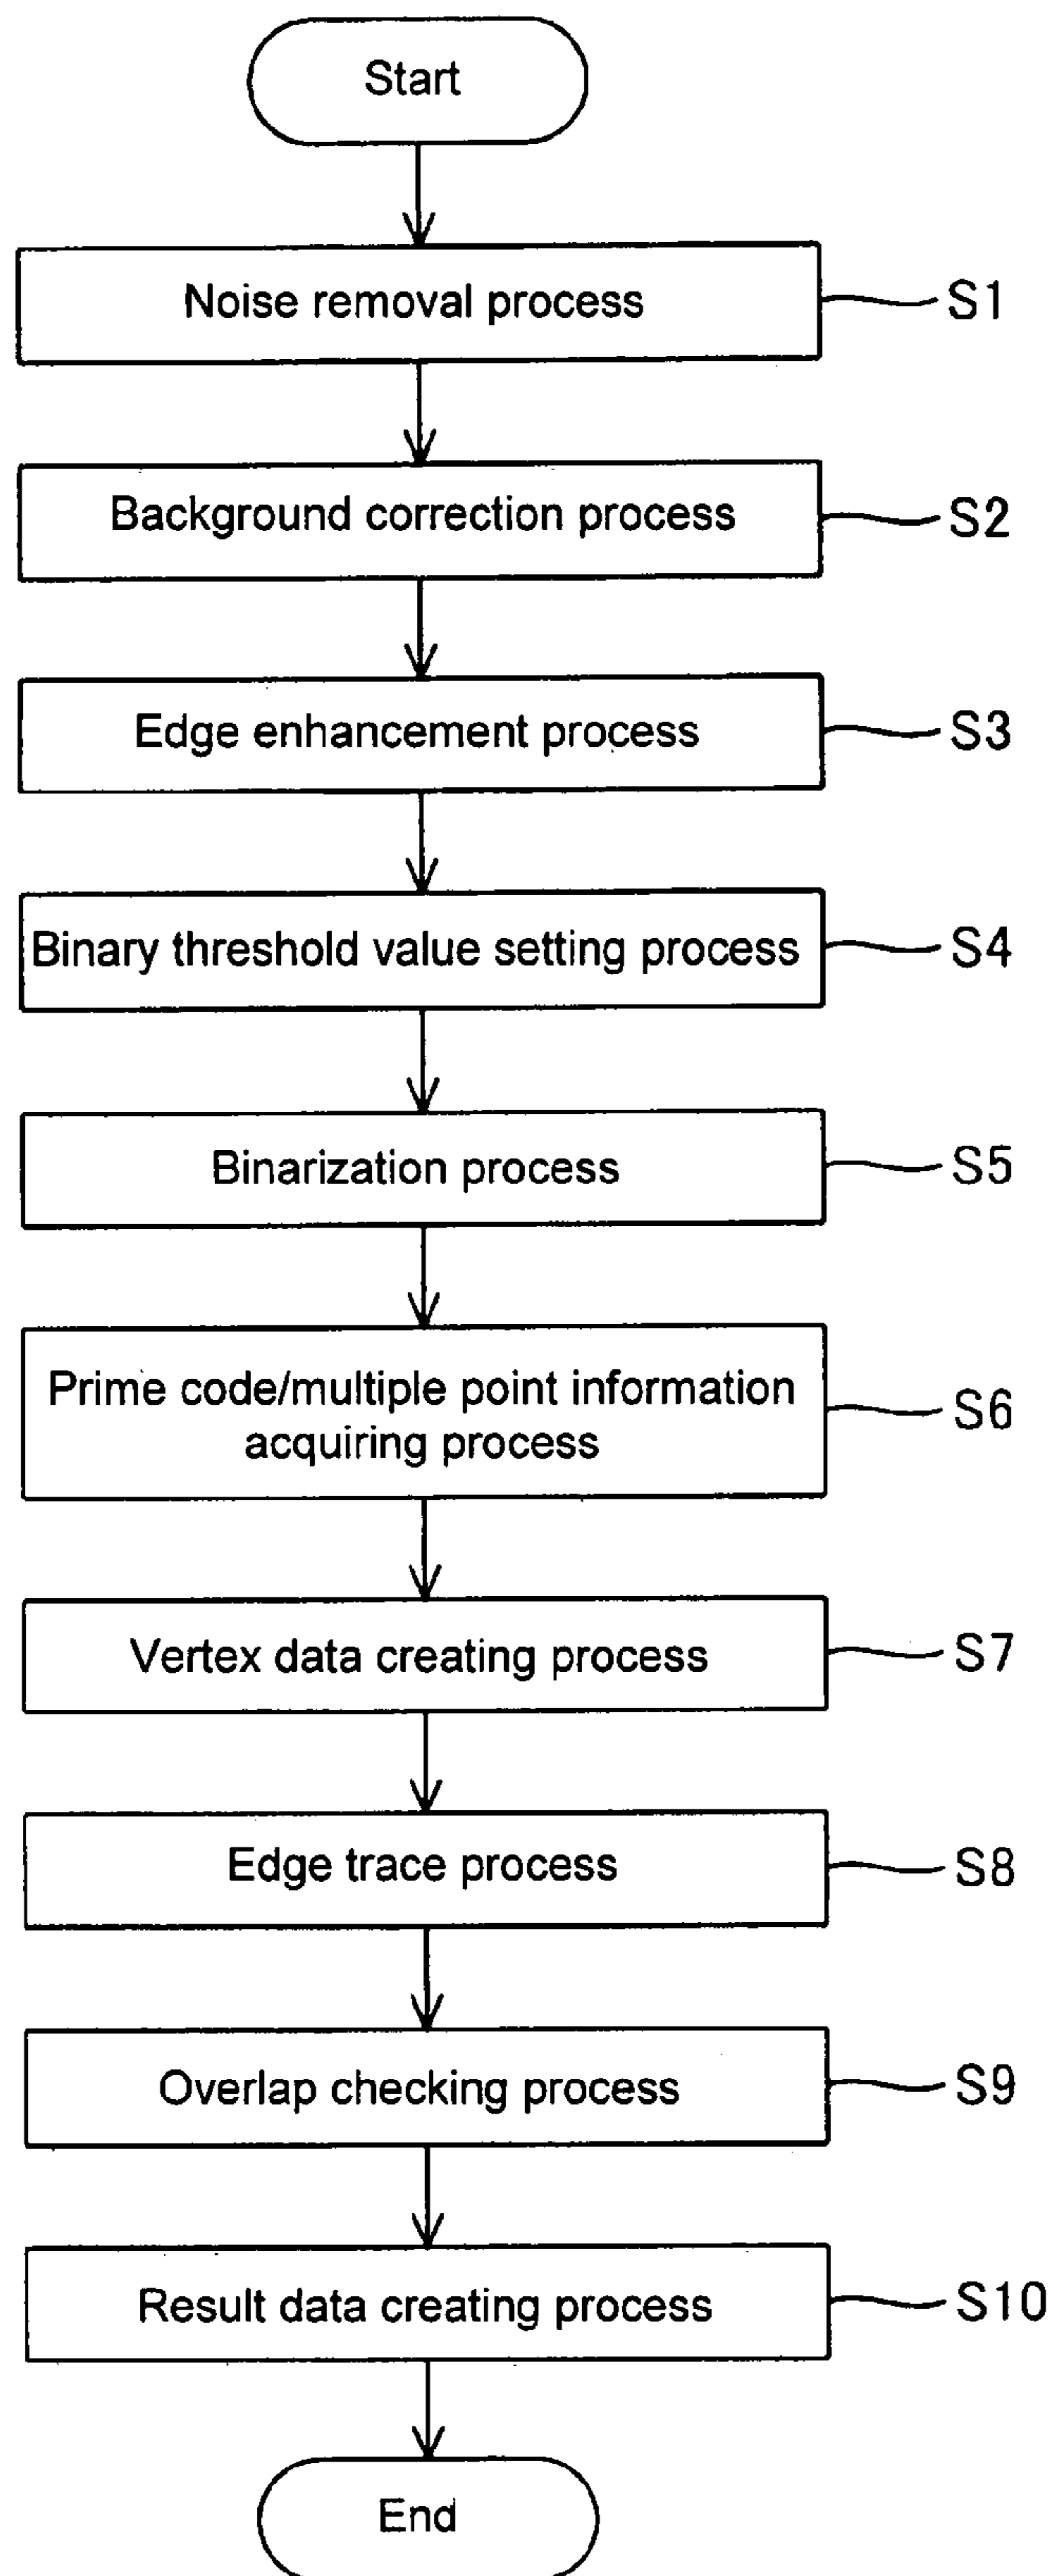 Start
Noise removal process
S1
Background correction process
S2
Edge enhancement process
S3
Binary threshold value setting process
S4
Binarization process
S5
Prime code/multiple point information
acquiring process
S6
Vertex data creating process
S7
Edge trace process
S8
Overlap checking process
S9
Result data creating process
S10
End